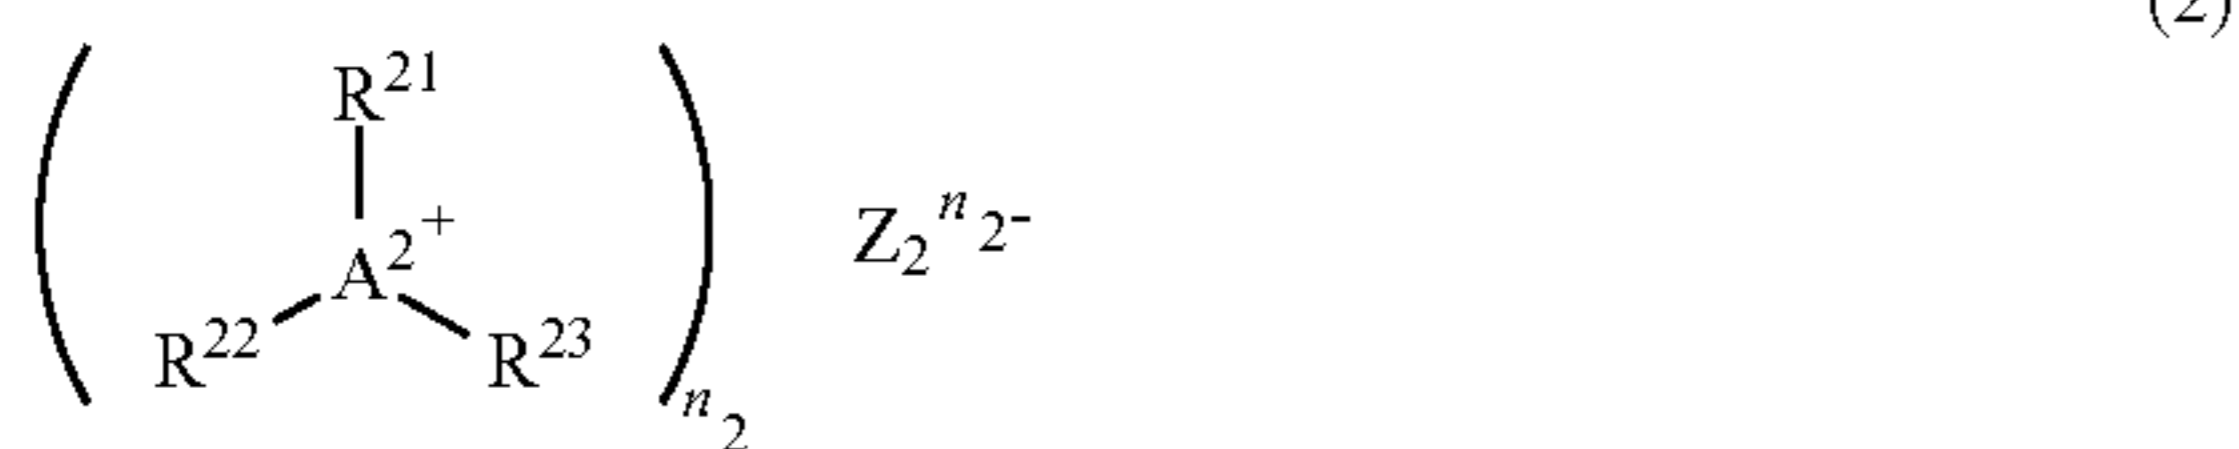 (2)
R²¹
A²⁺ Z₂ⁿ₂⁻
R²² R²³
n₂